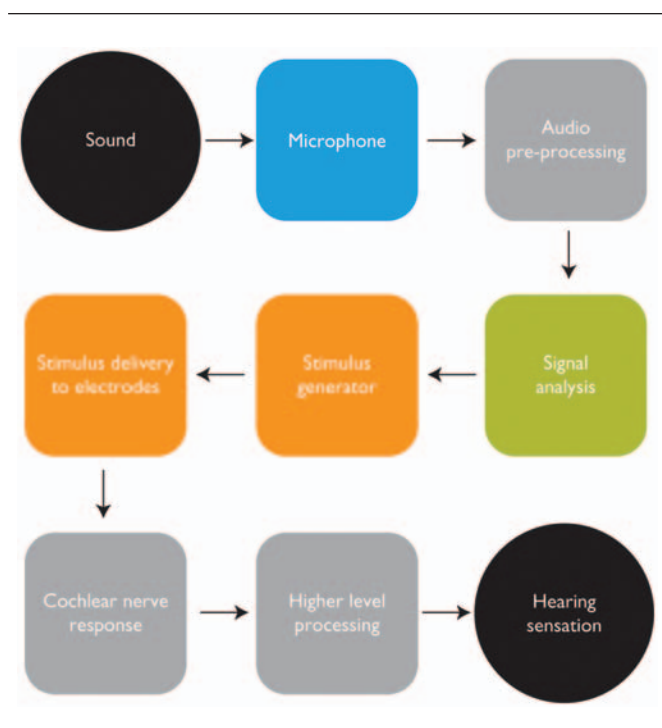 Sound
Microphone
Audio
pre-processing
Signal
analysis
Stimulus
generator
Stimulus delivery
to electrodes
Cochlear nerve
response
Higher level
processing
Hearing
sensation